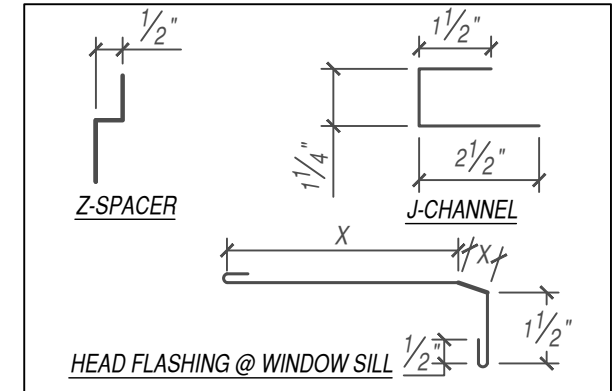 1/2"
1 1/2"
1 1/4"
2 1/2"
Z-SPACER
J-CHANNEL
X
X
1 1/2"
1/2"
HEAD FLASHING @ WINDOW SILL